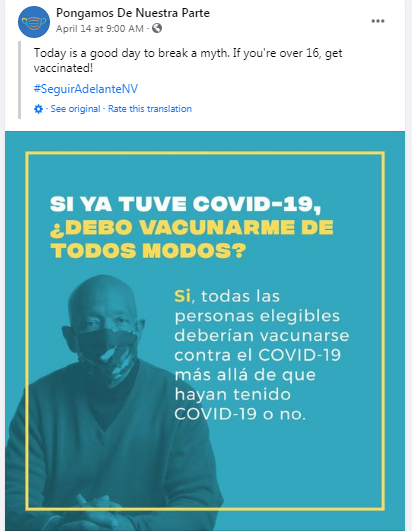 Pongamos De Nuestra Parte
April 14 at 9:00 AM ·
Today is a good day to break a myth. If you're over 16, get
vaccinated!
#SeguirAdelanteNV
· See original · Rate this translation
SI YA TUVE COVID-19,
¿DEBO VACUNARME DE
TODOS MODOS?
Si, todas las
personas elegibles
deberían vacunarse
contra el COVID-19
más allá de que
hayan tenido
COVID-19 o no.